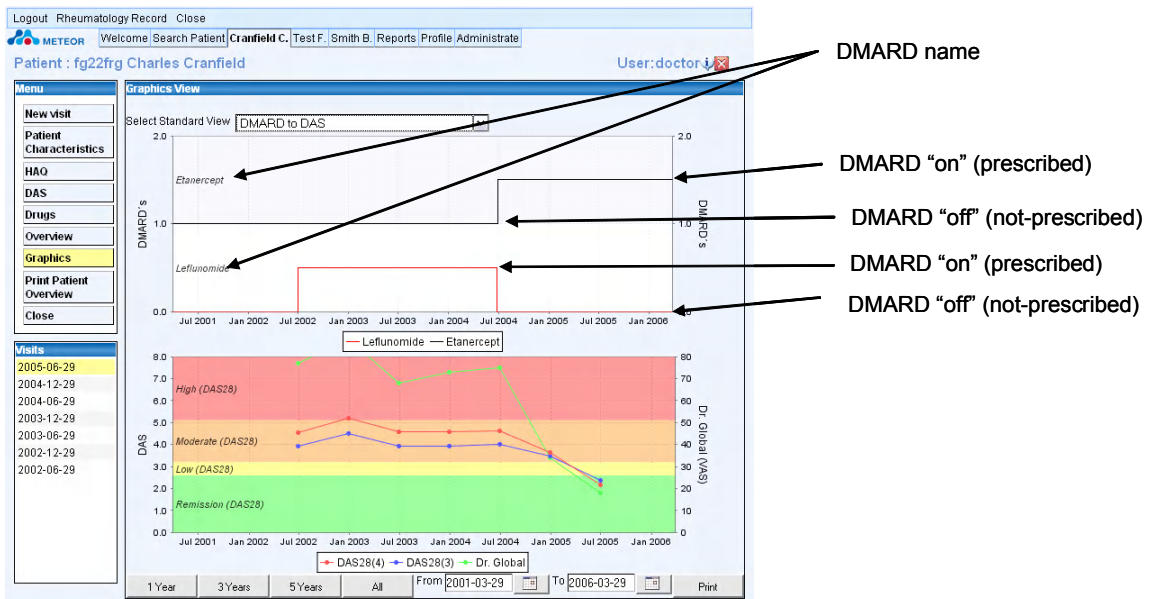 Logout Rheumatology Record Close
METEOR Welcome Search Patient Cranfield C. Test F. Smith B. Reports Profile Administrate
Patient : fg22frg Charles Cranfield User:doctor
Menu
New visit
Patient
Characteristics
HAQ
DAS
Drugs
Overview
Graphics
Print Patient
Overview
Close
Visits
2005-06-29
2004-12-29
2004-06-29
2003-12-29
2003-06-29
2002-12-29
2002-06-29
Graphics View
Select Standard View DMARD to DAS
2.0 2.0
Etanercept
1.0 1.0
DMARD's DMARD's
Leflunomide
0.0
Jul 2001 Jan 2002 Jul 2002 Jan 2003 Jul 2003 Jan 2004 Jul 2004 Jan 2005 Jul 2005 Jan 2006
Leflunomide Etanercept
8.0 80
7.0 70
High (DAS28)
6.0 60
5.0 50
Moderate (DAS28)
4.0 40
DAS Dr. Global (VAS)
3.0 30
Low (DAS28)
2.0 20
Remission (DAS28)
1.0 10
0.0 0
Jul 2001 Jan 2002 Jul 2002 Jan 2003 Jul 2003 Jan 2004 Jul 2004 Jan 2005 Jul 2005 Jan 2006
DAS28(4) DAS28(3) Dr. Global
1 Year 3 Years 5 Years All From 2001-03-29 To 2006-03-29 Print
DMARD name
DMARD “on” (prescribed)
DMARD “off” (not-prescribed)
DMARD “on” (prescribed)
DMARD “off” (not-prescribed)